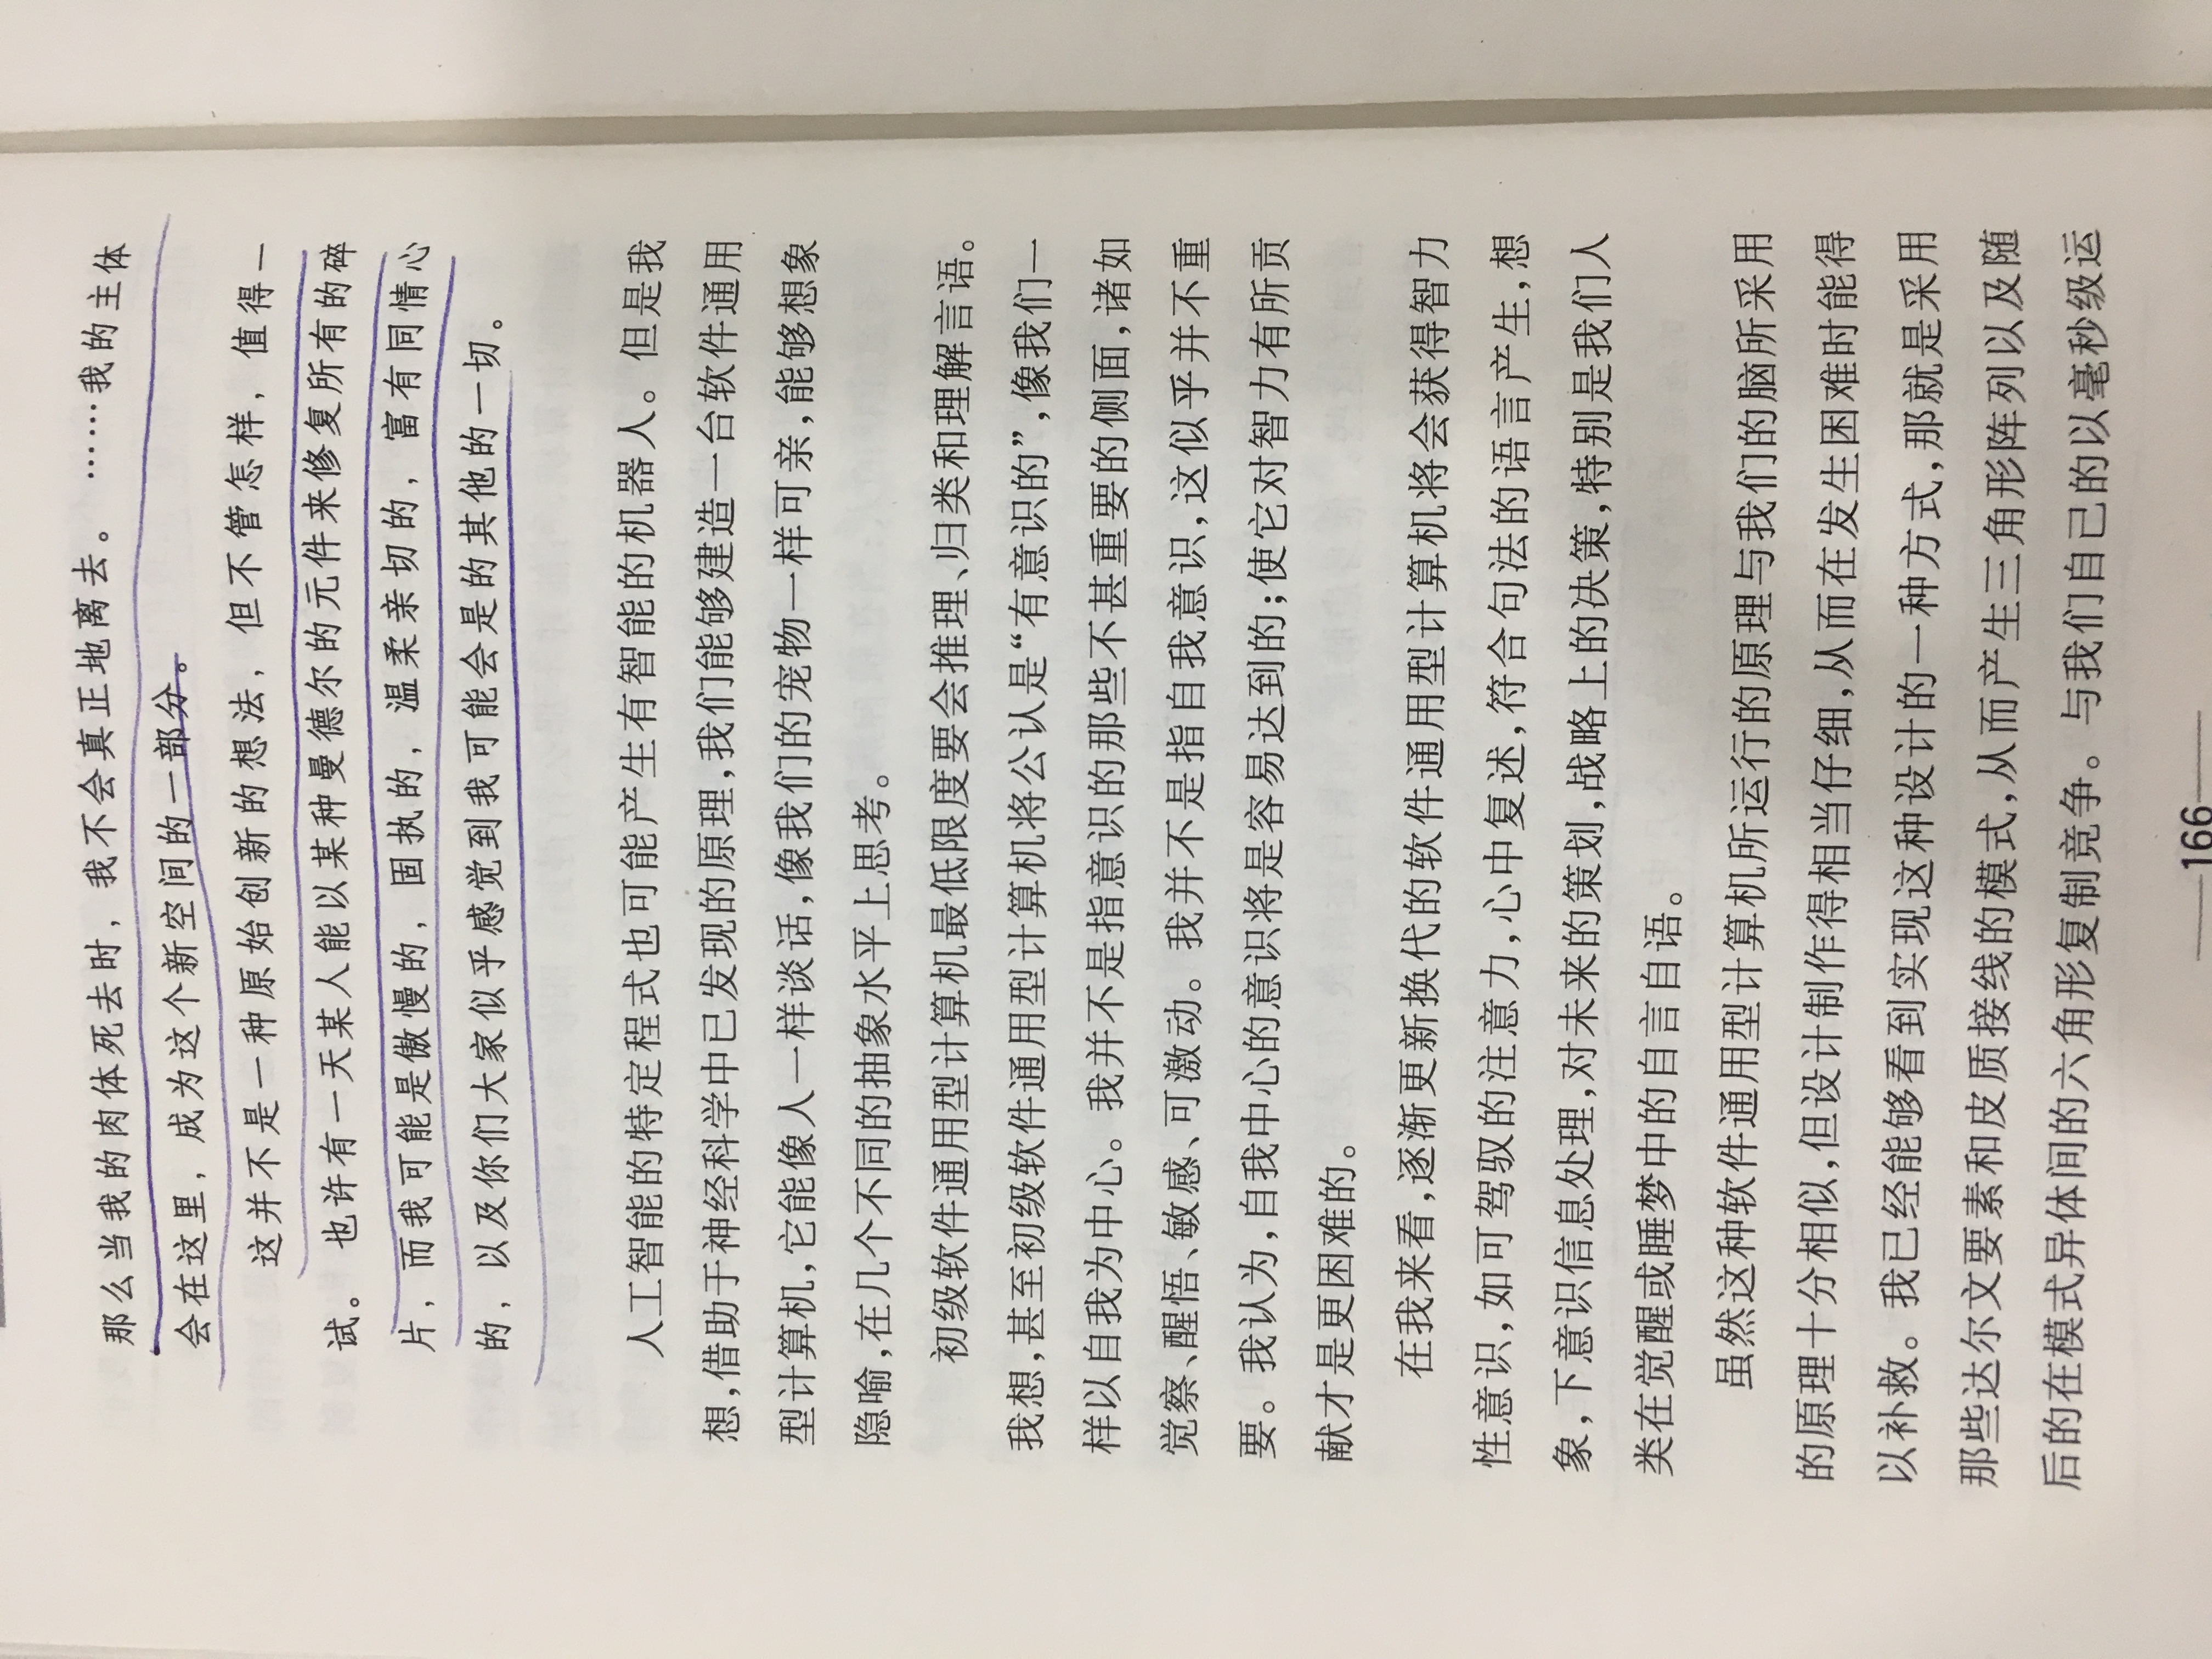 那么当我的肉体死去时，我不会真正地离去。……我的主体
会在这里，成为这个新空间的一部分。
这并不是一种原始创新的想法，但不管怎样，值得一
试。也许有一天某人能以某种曼德尔的元件来修复所有的碎
片，而我可能是傲慢的，固执的，温柔亲切的，富有同情心
的，以及你们大家似乎感觉到我可能会是的其他的一切。
人工智能的特定程式也可能产生有智能的机器人。但是我
想，借助于神经科学中已发现的原理，我们能够建造一台软件通用
型计算机，它能像人一样谈话，像我们的宠物一样可亲，能够想象
隐喻，在几个不同的抽象水平上思考。
初级软件通用型计算机最低限度要会推理、归类和理解言语。
我想，甚至初级软件通用型计算机将公认是“有意识的”，像我们一
样以自我为中心。我并不是指意识的那些不甚重要的侧面，诸如
觉察、醒悟、敏感、可激动。我并不是指自我意识，这似乎并不重
要。我认为，自我中心的意识将是容易达到的；使它对智力有所贡
献才是更困难的。
在我来看，逐渐更新换代的软件通用型计算机将会获得智力
性意识，如可驾驭的注意力，心中复述，符合句法的语言产生，想
象，下意识信息处理，对未来的策划，战略上的决策，特别是我们人
类在觉醒或睡梦中的自言自语。
虽然这种软件通用型计算机所运行的原理与我们的脑所采用
的原理十分相似，但设计制作得相当仔细，从而在发生困难时能得
以补救。我已经能够看到实现这种设计的一种方式，那就是采用
那些达尔文要素和皮质接线的模式，从而产生三角形阵列以及随
后的在模式异体间的六角形复制竞争。与我们自己的以毫秒级运
166